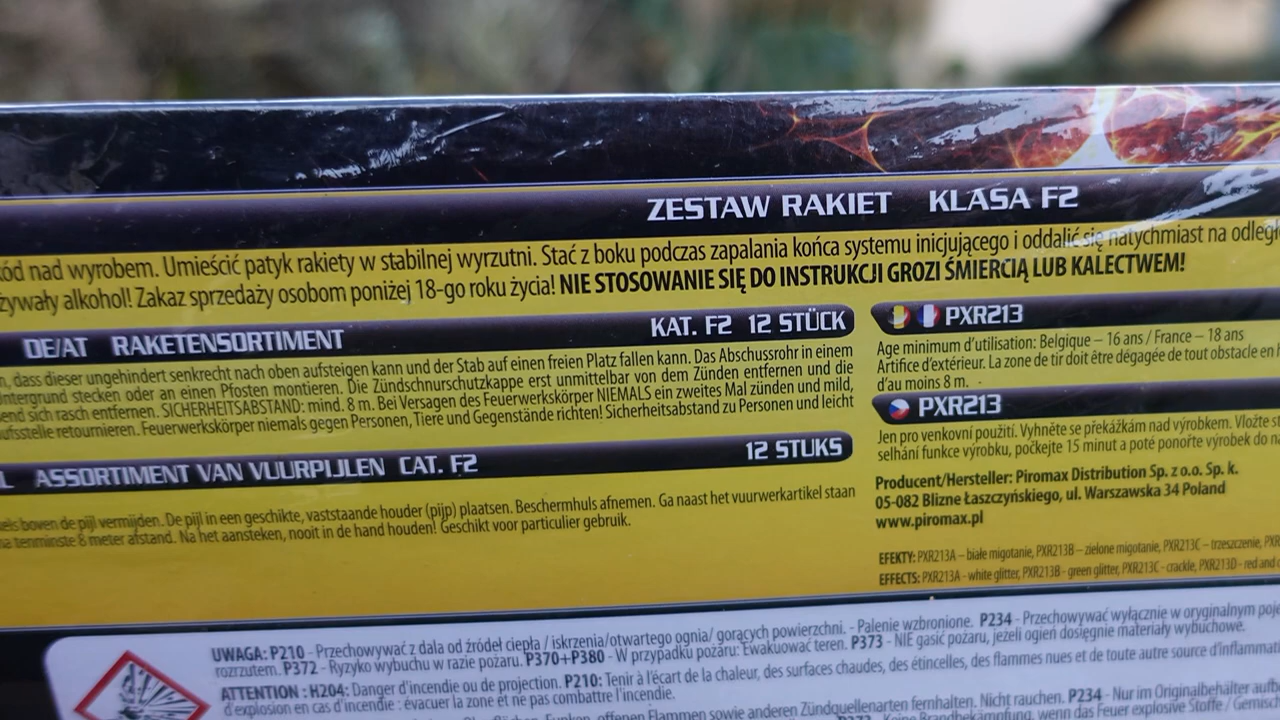 ZESTAW RAKIET KLASA F2
kód nad wyrobem. Umieścić patyk rakiety w stabilnej wyrzutni. Stać z boku podczas zapalania końca systemu inicjującego i oddalić się natychmiast na odległ
żywały alkohol! Zakaz sprzedaży osobom poniżej 18-go roku życia! NIE STOSOWANIE SIĘ DO INSTRUKCJI GROZI ŚMIERCIĄ LUB KALECTWEM!
DE/AT RAKETENSORTIMENT KAT. F2 12 STÜCK
n, dass dieser ungehindert senkrecht nach oben aufsteigen kann und der Stab auf einen freien Platz fallen kann. Das Abschussrohr in einem
ntergrund stecken oder an einen Pfosten montieren. Die Zündschnurschutzkappe erst unmittelbar von dem Zünden entfernen und die
send sich rasch entfernen. SICHERHEITSABSTAND: mind. 8 m. Bei Versagen des Feuerwerkskörper NIEMALS ein zweites Mal zünden und mild,
ufsstelle retournieren. Feuerwerkskörper niemals gegen Personen, Tiere und Gegenstände richten! Sicherheitsabstand zu Personen und leicht
L ASSORTIMENT VAN VUURPIJLEN CAT. F2 12 STUKS
els boven de pijl vermijden. De pijl in een geschikte, vaststaande houder (pijp) plaatsen. Beschermhuls afnemen. Ga naast het vuurwerkartikel staan
na tenminste 8 meter afstand. Na het aansteken, nooit in de hand houden! Geschikt voor particulier gebruik.
PXR213
Age minimum d'utilisation: Belgique – 16 ans / France – 18 ans
Artifice d'extérieur. La zone de tir doit être dégagée de tout obstacle en h
d'au moins 8 m.
PXR213
Jen pro venkovní použití. Vyhněte se překážkám nad výrobkem. Vložte st
selhání funkce výrobku, počkejte 15 minut a poté ponořte výrobek do n
Producent/Hersteller: Piromax Distribution Sp. z o.o. Sp. k.
05-082 Blizne Łaszczyńskiego, ul. Warszawska 34 Poland
www.piromax.pl
EFEKTY: PXR213A – białe migotanie, PXR213B – zielone migotanie, PXR213C – trzeszczenie, PXR
EFFECTS: PXR213A - white glitter, PXR213B - green glitter, PXR213C - crackle, PXR213D - red and
UWAGA: P210 - Przechowywać z dala od źródeł ciepła / iskrzenia/otwartego ognia/ gorących powierzchni. - Palenie wzbronione. P234 - Przechowywać wyłącznie w oryginalnym poje
rozrzutem. P372 - Ryzyko wybuchu w razie pożaru. P370+P380 - W przypadku pożaru: Ewakuować teren. P373 - NIE gasić pożaru, jeżeli ogień dosięgnie materiały wybuchowe.
ATTENTION : H204: Danger d'incendie ou de projection. P210: Tenir à l'écart de la chaleur, des surfaces chaudes, des étincelles, des flammes nues et de toute autre source d'inflammati
d'explosion en cas d'incendie : évacuer la zone et ne pas combattre l'incendie.
Funken, offenen Flammen sowie anderen Zündquellenarten fernhalten. Nicht rauchen. P234 - Nur im Originalbehälter aufb
Keine Brandbekämpfung, wenn das Feuer explosive Stoffe / Gemisc